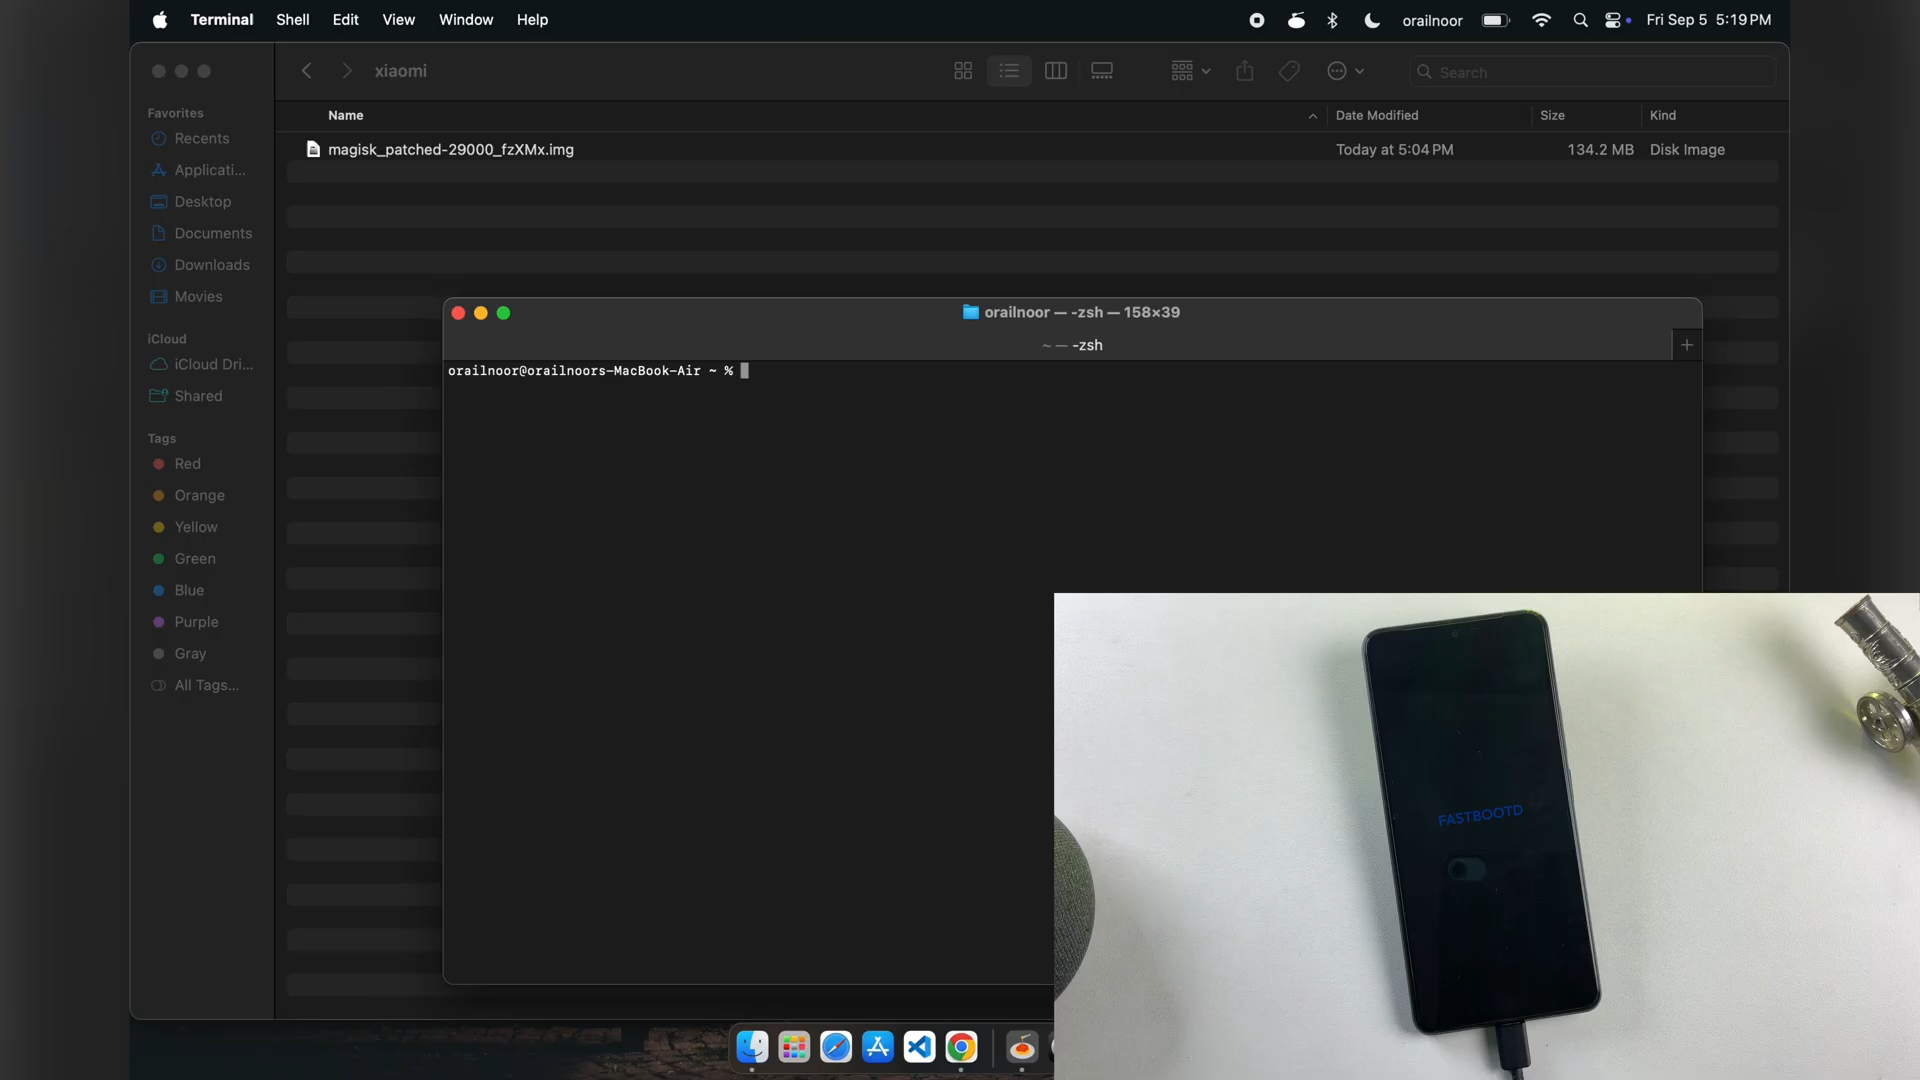 Terminal Shell Edit View Window Help
orailnoor Fri Sep 5 5:19 PM
xiaomi
Search
Name Date Modified Size Kind
magisk_patched-29000_fzXMx.img Today at 5:04 PM 134.2 MB Disk Image
Favorites
Recents
Applicati...
Desktop
Documents
Downloads
Movies
iCloud
iCloud Dri...
Shared
Tags
Red
Orange
Yellow
Green
Blue
Purple
Gray
All Tags...
orailnoor — -zsh — 158×39
~ — -zsh
orailnoor@orailnoors-MacBook-Air ~ %
FASTBOOTD